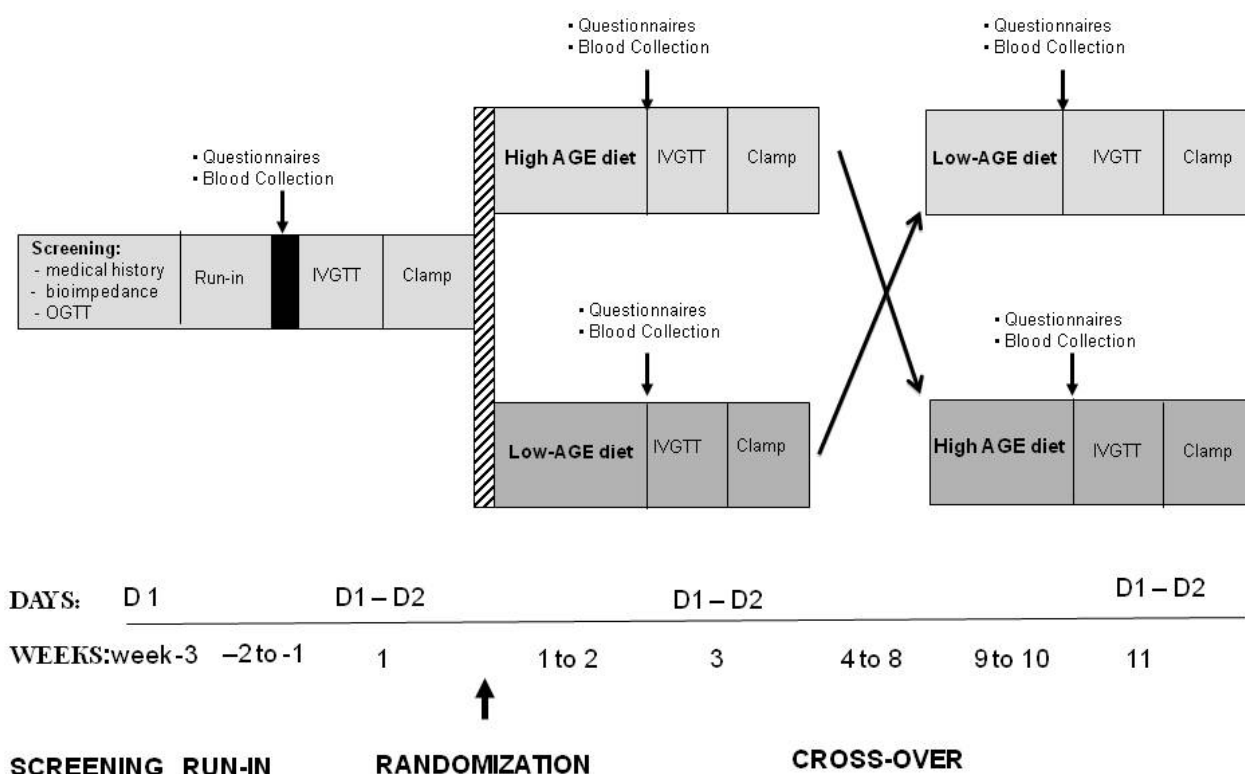 ▪ Questionnaires
▪ Blood Collection
▪ Questionnaires
▪ Blood Collection
High AGE diet
IVGTT
Clamp
Low-AGE diet
IVGTT
Clamp
▪ Questionnaires
▪ Blood Collection
Screening:
- medical history
- bioimpedance
- OGTT
Run-in
IVGTT
Clamp
▪ Questionnaires
▪ Blood Collection
▪ Questionnaires
▪ Blood Collection
Low-AGE diet
IVGTT
Clamp
High AGE diet
IVGTT
Clamp
DAYS: D 1 D1 – D2 D1 – D2 D1 – D2
WEEKS: week-3 –2 to -1 1 1 to 2 3 4 to 8 9 to 10 11
SCREENING RUN-IN RANDOMIZATION CROSS-OVER